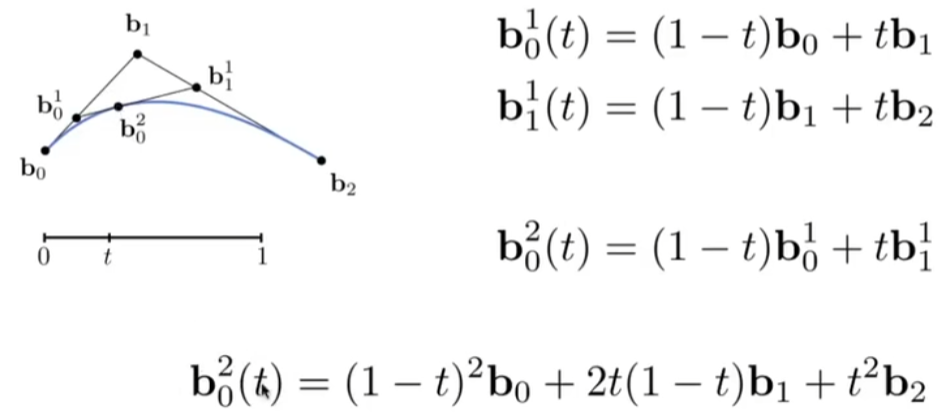 b₁
b₀¹
b₁¹
b₀²
b₀
b₂
0 t 1
b₀¹(t) = (1 − t)b₀ + tb₁
b₁¹(t) = (1 − t)b₁ + tb₂
b₀²(t) = (1 − t)b₀¹ + tb₁¹
b₀²(t) = (1 − t)²b₀ + 2t(1 − t)b₁ + t²b₂